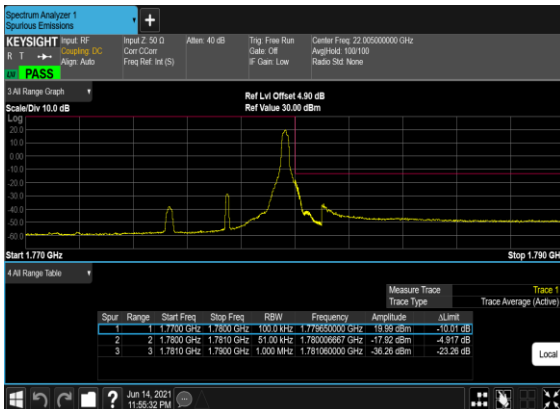 Spectrum Analyzer 1
Spurious Emissions
KEYSIGHT
R T
PASS
Input: RF
Coupling: DC
Align: Auto
Input Z: 50 Ω
Corr CCorr
Freq Ref: Int (S)
Atten: 40 dB
Trig: Free Run
Gate: Off
IF Gain: Low
Center Freq: 22.005000000 GHz
Avg|Hold: 100/100
Radio Std: None
3 All Range Graph
Scale/Div 10.0 dB
Ref Lvl Offset 4.90 dB
Ref Value 30.00 dBm
Log
20.0
10.0
0.00
-10.0
-20.0
-30.0
-40.0
-50.0
-60.0
Start 1.770 GHz
Stop 1.790 GH
4 All Range Table
Measure Trace Trace 1
Trace Type Trace Average (Active)
Spur Range Start Freq Stop Freq RBW Frequency Amplitude ΔLimit
1 1 1.7700 GHz 1.7800 GHz 100.0 kHz 1.779650000 GHz 19.99 dBm -10.01 dB
2 2 1.7800 GHz 1.7810 GHz 51.00 kHz 1.780006667 GHz -17.92 dBm -4.917 dB
3 3 1.7810 GHz 1.7900 GHz 1.000 MHz 1.781060000 GHz -36.26 dBm -23.26 dB
Local
Jun 14, 2021
11:55:32 PM